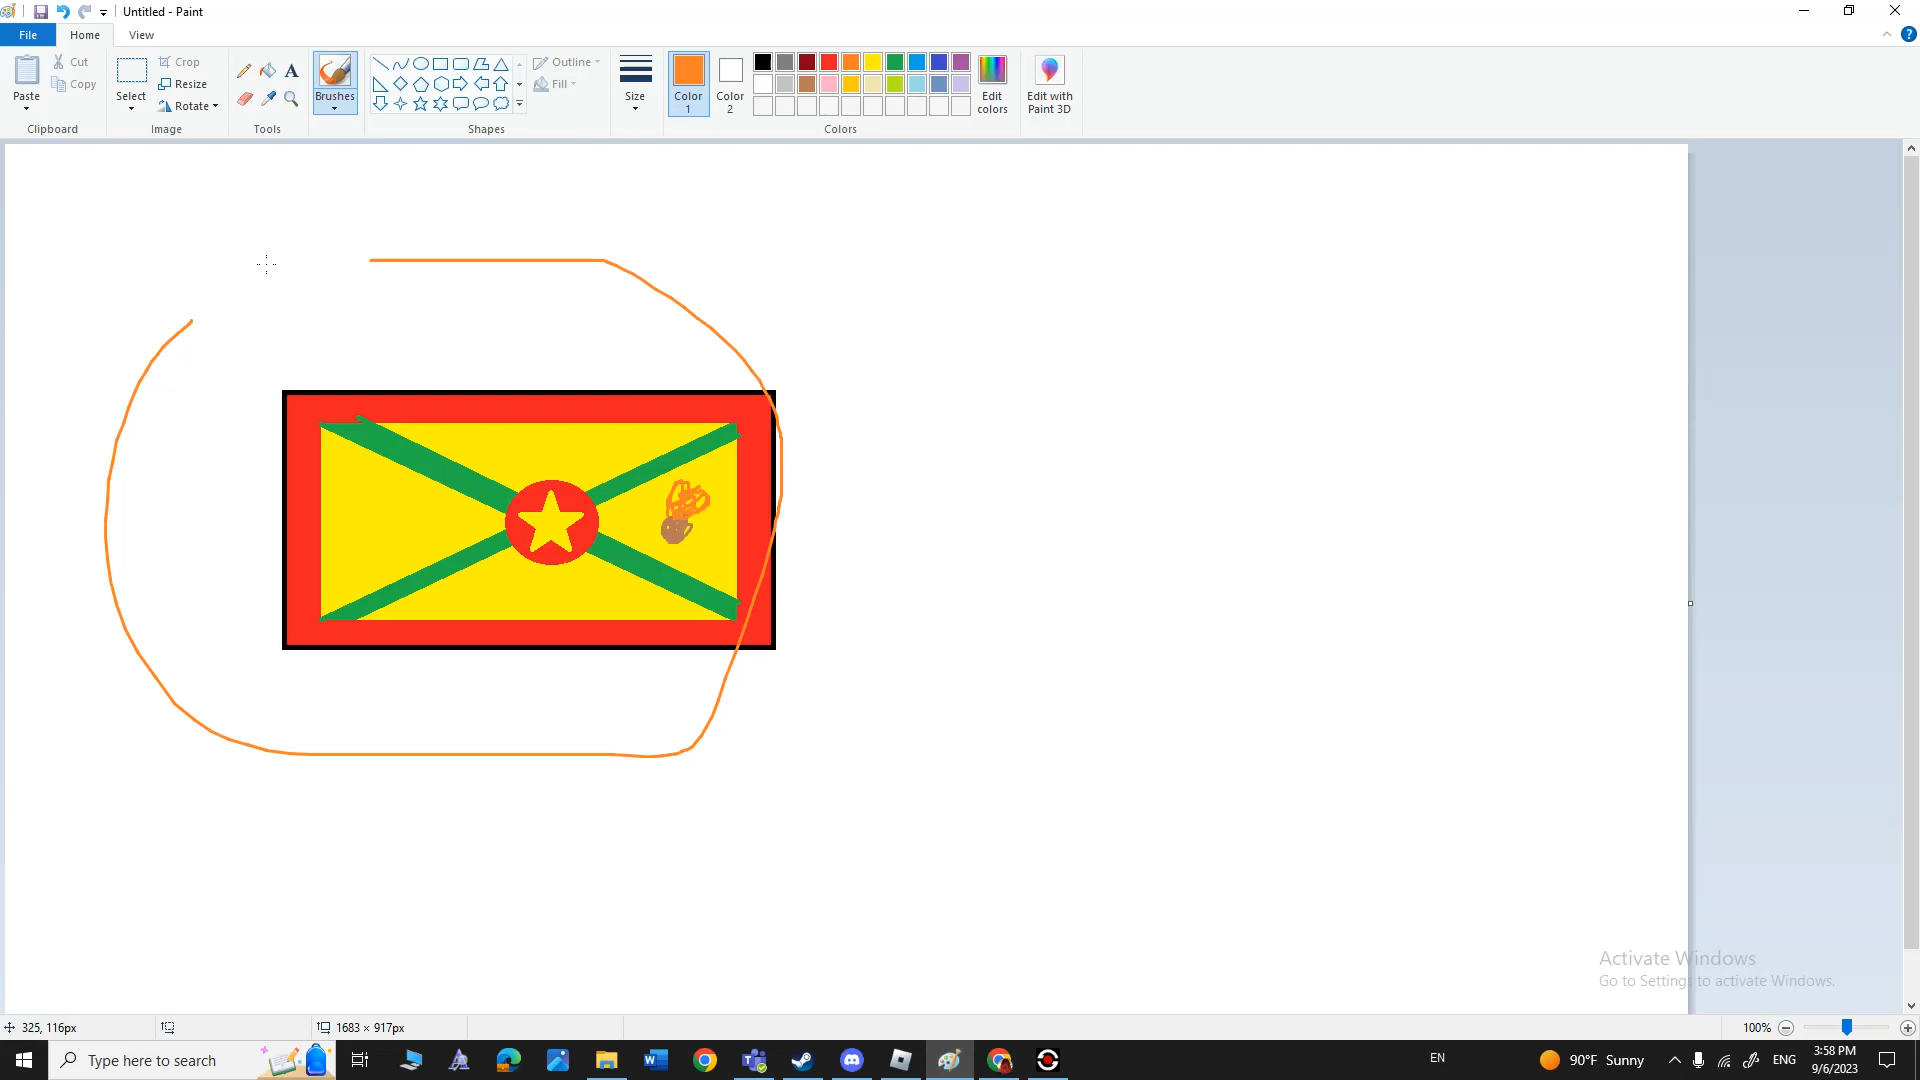 Untitled - Paint
File Home View
Paste
Cut
Copy
Clipboard
Select
Crop
Resize
Rotate
Image
A
Tools
Brushes
Outline
Fill
Shapes
Size
Color 1
Color 2
Colors
Edit colors
Edit with Paint 3D
?
Activate Windows
Go to Settings to activate Windows.
325, 116px
1683 × 917px
100%
Type here to search
EN
90°F Sunny
ENG
3:58 PM
9/6/2023